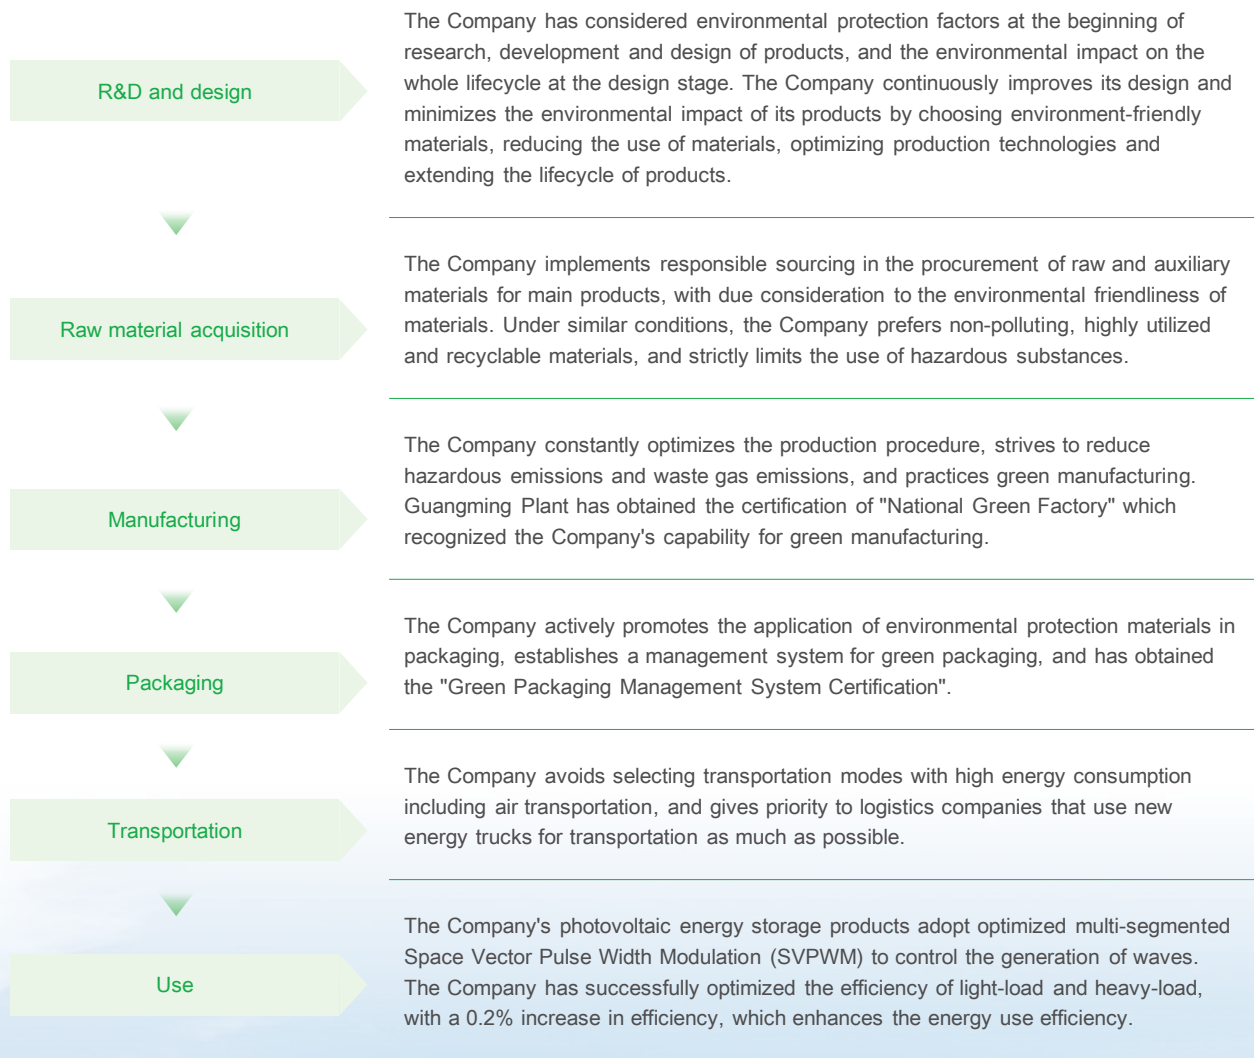 R&D and design
The Company has considered environmental protection factors at the beginning of
research, development and design of products, and the environmental impact on the
whole lifecycle at the design stage. The Company continuously improves its design and
minimizes the environmental impact of its products by choosing environment-friendly
materials, reducing the use of materials, optimizing production technologies and
extending the lifecycle of products.
Raw material acquisition
The Company implements responsible sourcing in the procurement of raw and auxiliary
materials for main products, with due consideration to the environmental friendliness of
materials. Under similar conditions, the Company prefers non-polluting, highly utilized
and recyclable materials, and strictly limits the use of hazardous substances.
Manufacturing
The Company constantly optimizes the production procedure, strives to reduce
hazardous emissions and waste gas emissions, and practices green manufacturing.
Guangming Plant has obtained the certification of "National Green Factory" which
recognized the Company's capability for green manufacturing.
Packaging
The Company actively promotes the application of environmental protection materials in
packaging, establishes a management system for green packaging, and has obtained
the "Green Packaging Management System Certification".
Transportation
The Company avoids selecting transportation modes with high energy consumption
including air transportation, and gives priority to logistics companies that use new
energy trucks for transportation as much as possible.
Use
The Company's photovoltaic energy storage products adopt optimized multi-segmented
Space Vector Pulse Width Modulation (SVPWM) to control the generation of waves.
The Company has successfully optimized the efficiency of light-load and heavy-load,
with a 0.2% increase in efficiency, which enhances the energy use efficiency.